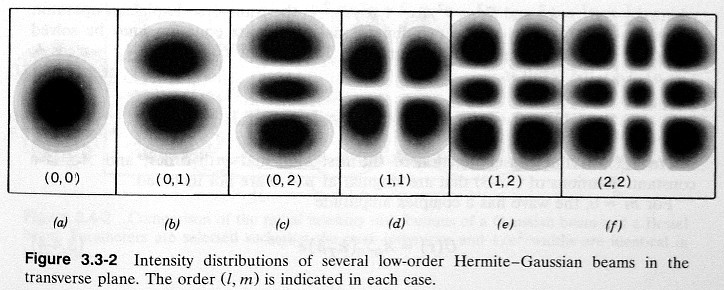 (0,0) (0,1) (0,2) (1,1) (1,2) (2,2)
(a) (b) (c) (d) (e) (f)
Figure 3.3-2 Intensity distributions of several low-order Hermite–Gaussian beams in the
transverse plane. The order (l, m) is indicated in each case.